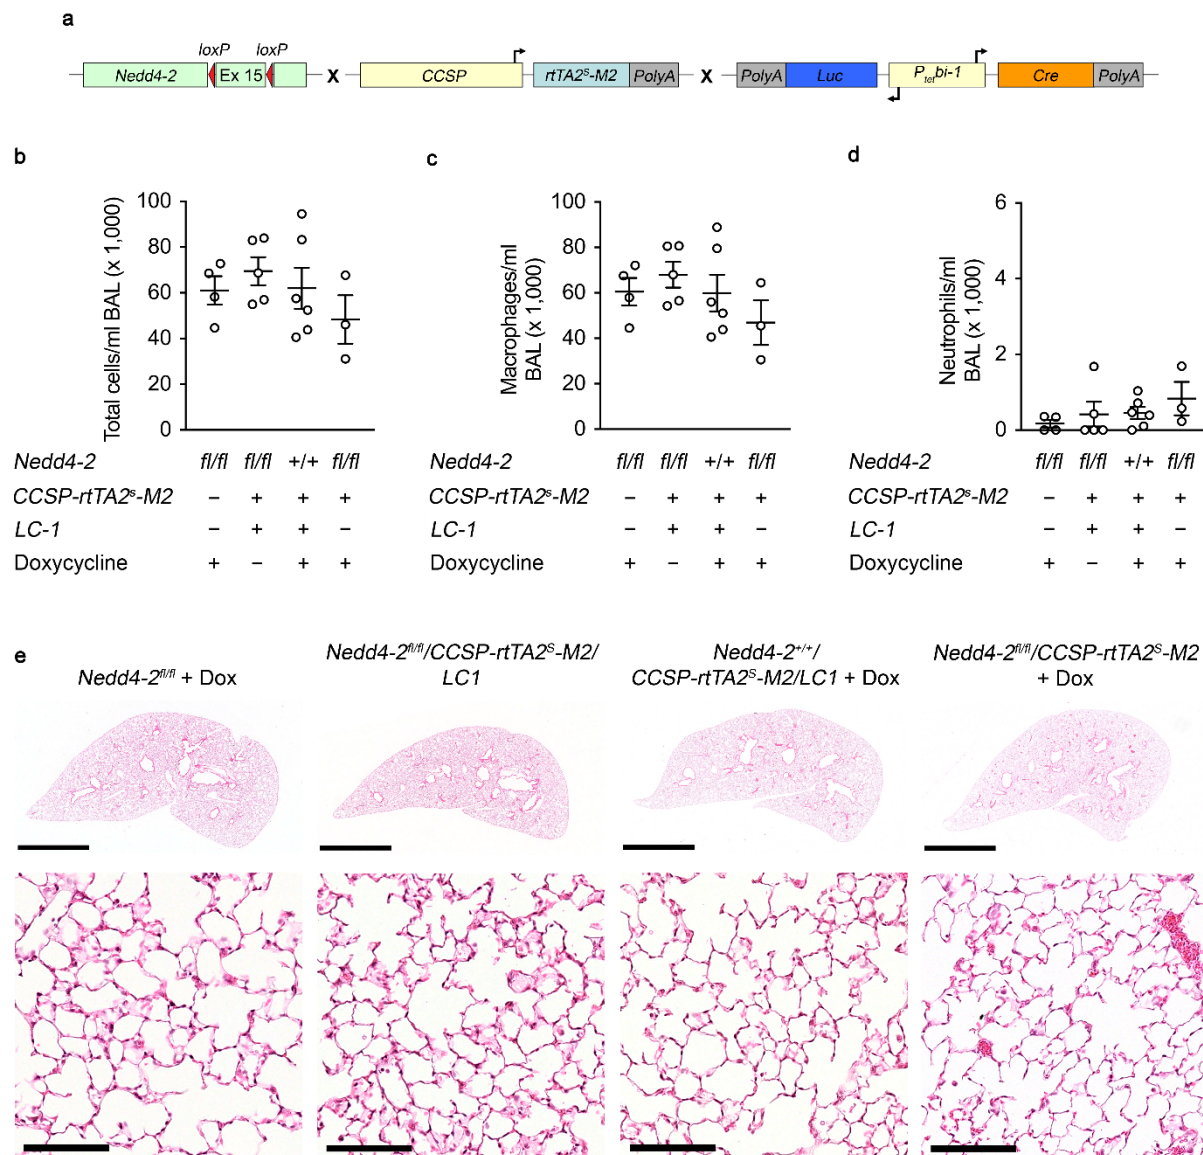 a
loxP loxP
Nedd4-2 Ex 15 X CCSP rtTA2ˢ-M2 PolyA X PolyA Luc Pₜₑₜbi-1 Cre PolyA
b
Total cells/ml BAL (x 1,000)
100
80
60
40
20
0
Nedd4-2 fl/fl fl/fl +/+ fl/fl
CCSP-rtTA2ˢ-M2 – + + +
LC-1 – + + –
Doxycycline + – + +
c
Macrophages/ml
BAL (x 1,000)
100
80
60
40
20
0
Nedd4-2 fl/fl fl/fl +/+ fl/fl
CCSP-rtTA2ˢ-M2 – + + +
LC-1 – + + –
Doxycycline + – + +
d
Neutrophils/ml
BAL (x 1,000)
6
4
2
0
Nedd4-2 fl/fl fl/fl +/+ fl/fl
CCSP-rtTA2ˢ-M2 – + + +
LC-1 – + + –
Doxycycline + – + +
e
Nedd4-2fl/fl + Dox
Nedd4-2fl/fl/CCSP-rtTA2S-M2/
LC1
Nedd4-2+/+/
CCSP-rtTA2S-M2/LC1 + Dox
Nedd4-2fl/fl/CCSP-rtTA2S-M2
+ Dox